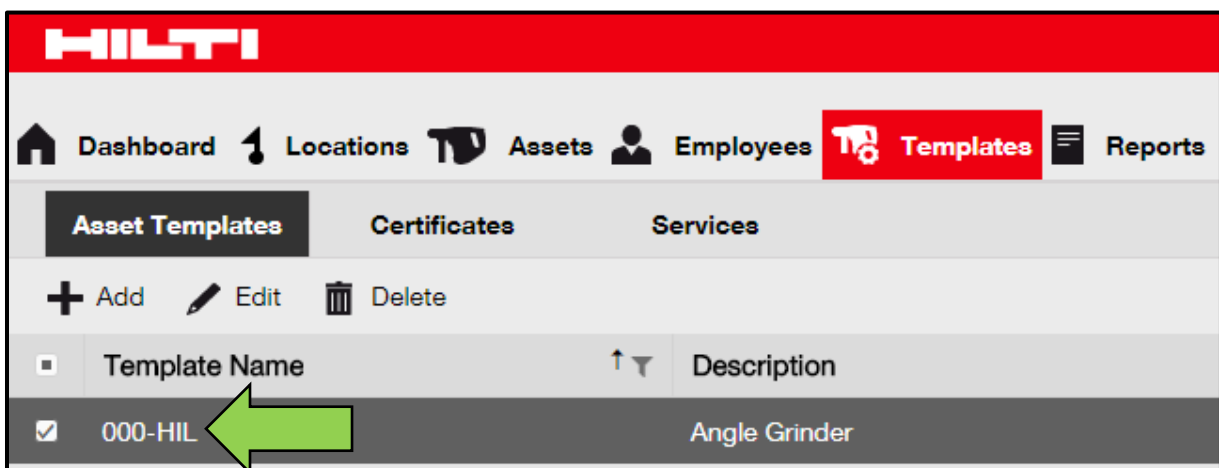 HILTI
Dashboard Locations Assets Employees Templates Reports
Asset Templates Certificates Services
Add Edit Delete
Template Name Description
000-HIL Angle Grinder